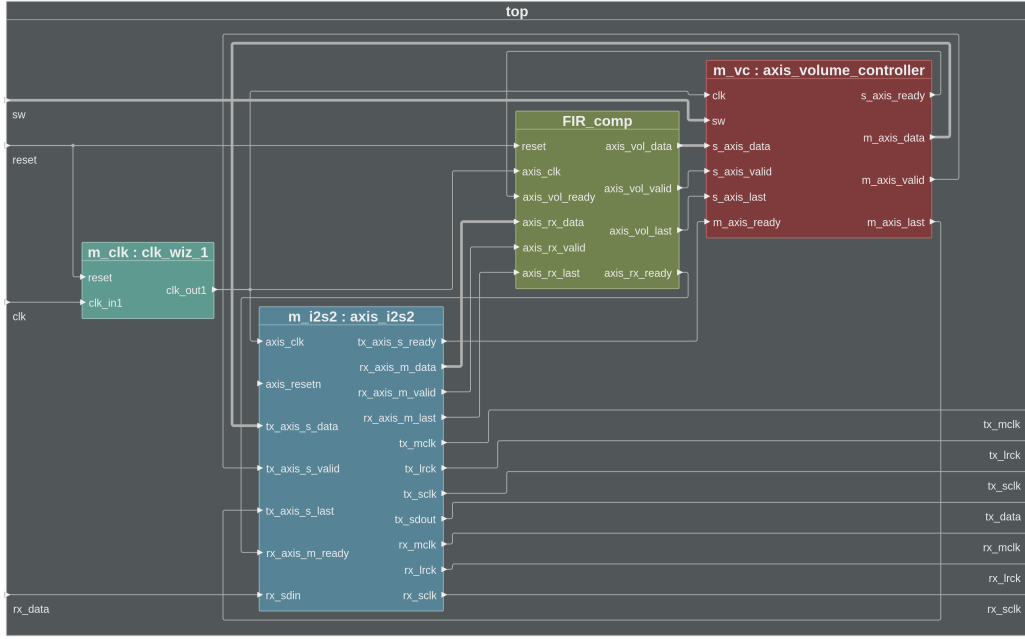 top
sw
reset
clk
rx_data
m_clk : clk_wiz_1
reset
clk_in1
clk_out1
m_i2s2 : axis_i2s2
axis_clk
axis_resetn
tx_axis_s_data
tx_axis_s_valid
tx_axis_s_last
rx_axis_m_ready
rx_sdin
tx_axis_s_ready
rx_axis_m_data
rx_axis_m_valid
rx_axis_m_last
tx_mclk
tx_lrck
tx_sclk
tx_sdout
rx_mclk
rx_lrck
rx_sclk
FIR_comp
reset
axis_clk
axis_vol_ready
axis_rx_data
axis_rx_valid
axis_rx_last
axis_vol_data
axis_vol_valid
axis_vol_last
axis_rx_ready
m_vc : axis_volume_controller
clk
sw
s_axis_data
s_axis_valid
s_axis_last
m_axis_ready
s_axis_ready
m_axis_data
m_axis_valid
m_axis_last
tx_mclk
tx_lrck
tx_sclk
tx_data
rx_mclk
rx_lrck
rx_sclk